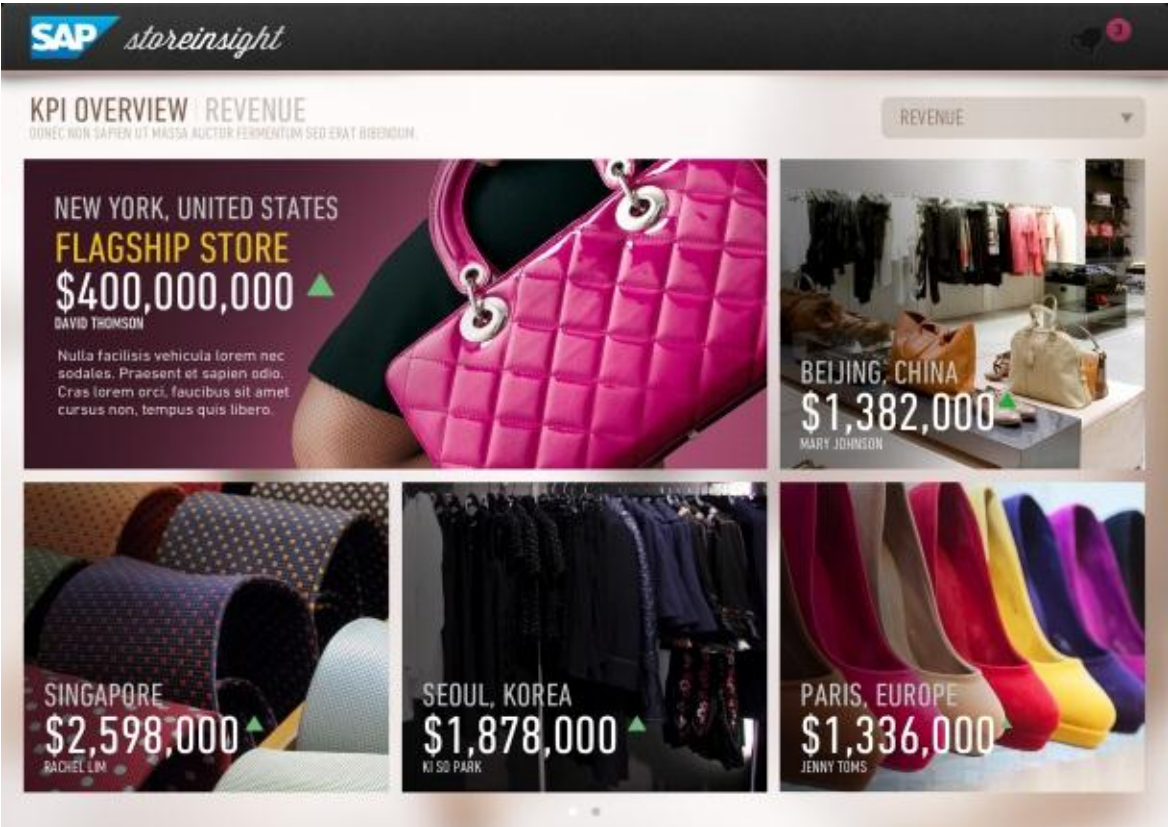 SAP storeinsight
3
KPI OVERVIEW | REVENUE
DONEC NON SAPIEN UT MASSA AUCTOR FERMENTUM SED ERAT BIBENDUM.
REVENUE
NEW YORK, UNITED STATES
FLAGSHIP STORE
$400,000,000
DAVID THOMSON
Nulla facilisis vehicula lorem nec
sodales. Praesent et sapien odio.
Cras lorem orci, faucibus sit amet
cursus non, tempus quis libero.
BEIJING, CHINA
$1,382,000
MARY JOHNSON
SINGAPORE
$2,598,000
RACHEL LIM
SEOUL, KOREA
$1,878,000
KI SO PARK
PARIS, EUROPE
$1,336,000
JENNY TOMS